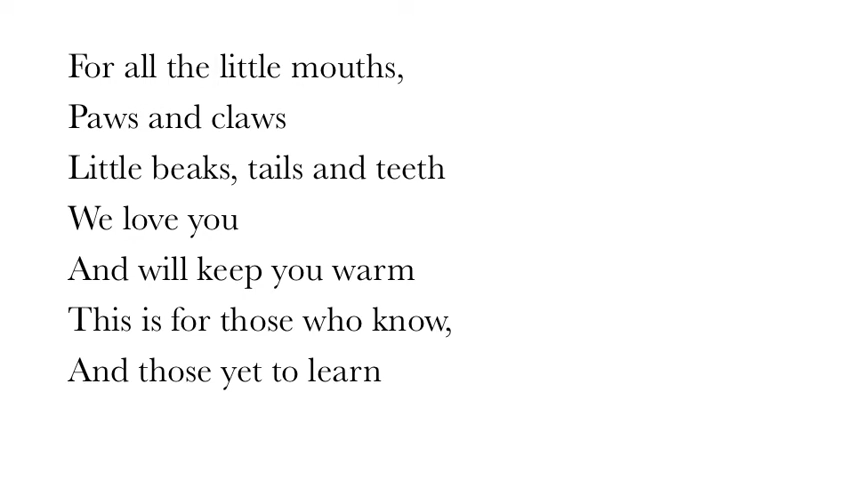 For all the little mouths,
Paws and claws
Little beaks, tails and teeth
We love you
And will keep you warm
This is for those who know,
And those yet to learn